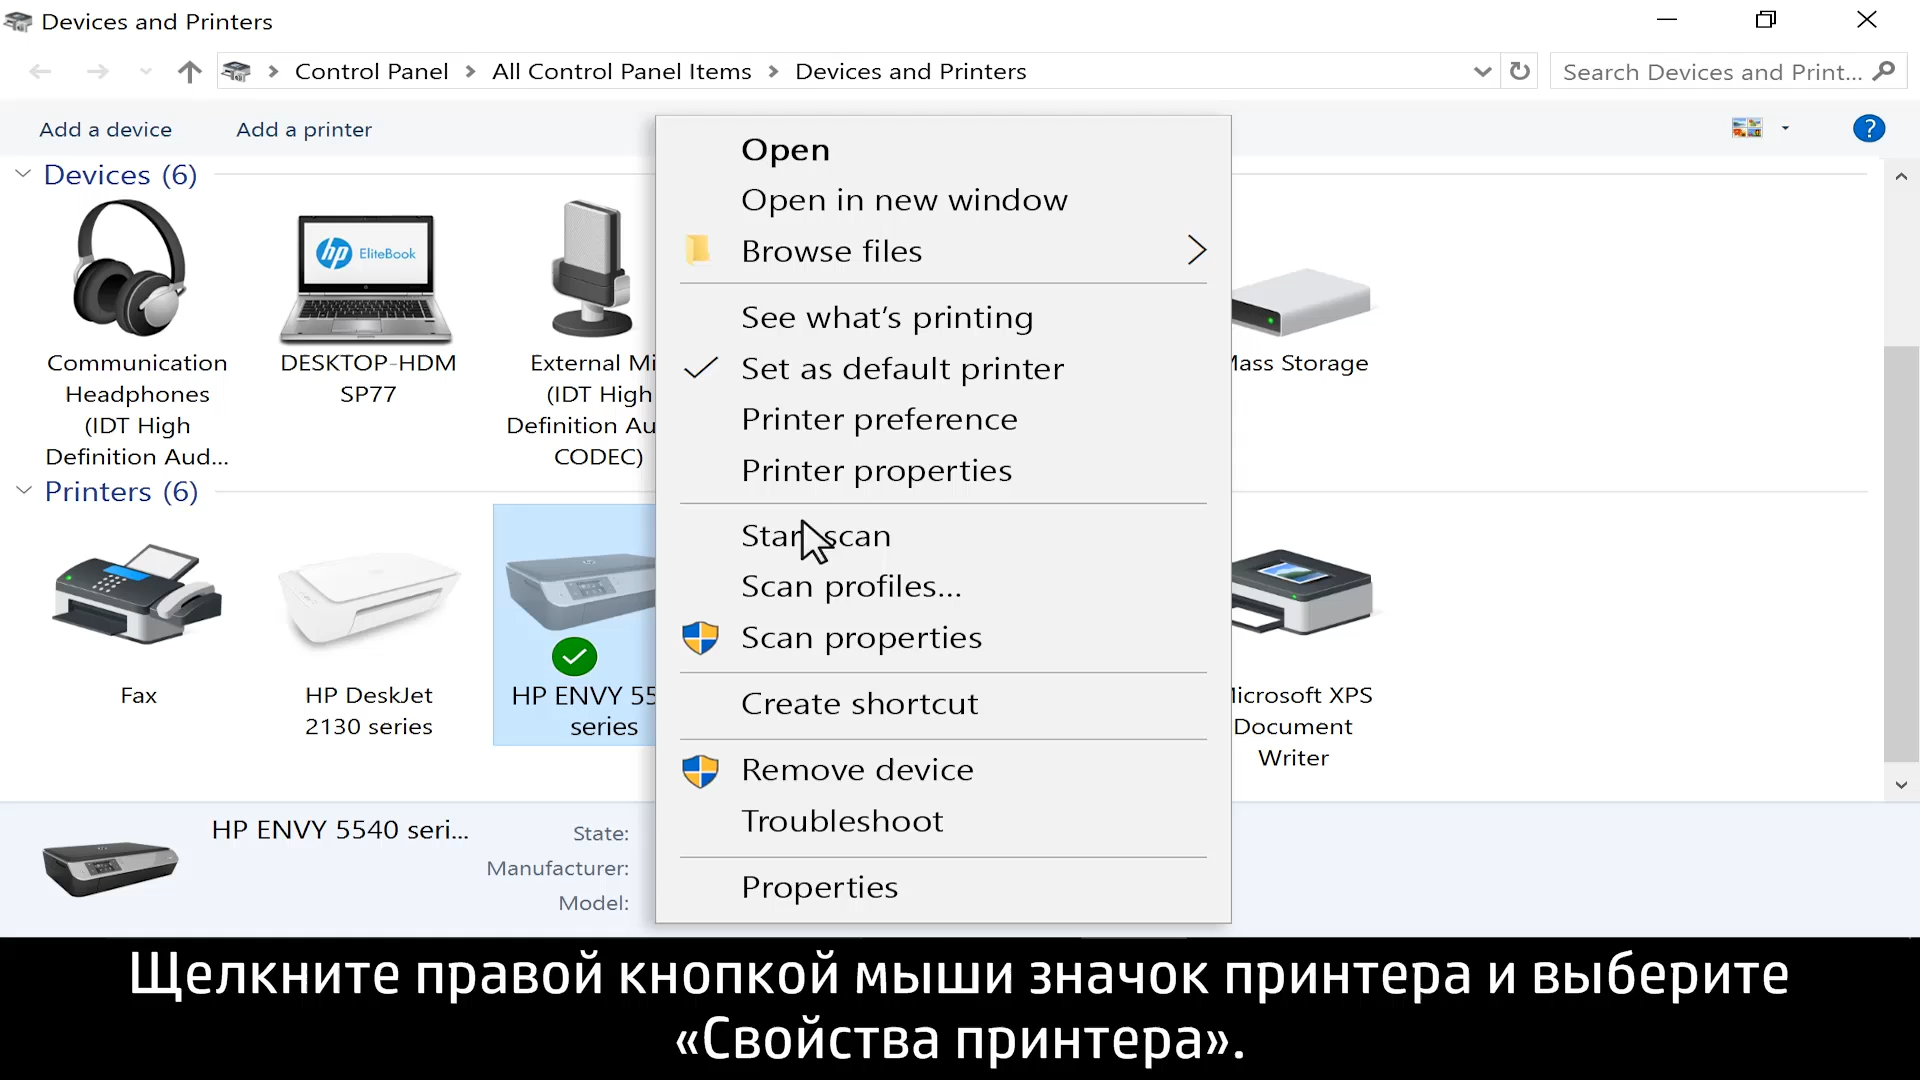 Devices and Printers
Control Panel > All Control Panel Items > Devices and Printers
Search Devices and Print...
Add a device
Add a printer
?
Devices (6)
hp EliteBook
Communication
Headphones
(IDT High
Definition Aud...
DESKTOP-HDM
SP77
External Mi
(IDT High
Definition Au
CODEC)
Mass Storage
Printers (6)
Fax
HP DeskJet
2130 series
HP ENVY 55
series
Microsoft XPS
Document
Writer
Open
Open in new window
Browse files
See what's printing
Set as default printer
Printer preference
Printer properties
Start scan
Scan profiles...
Scan properties
Create shortcut
Remove device
Troubleshoot
Properties
HP ENVY 5540 seri...
State:
Manufacturer:
Model:
Щелкните правой кнопкой мыши значок принтера и выберите
«Свойства принтера».